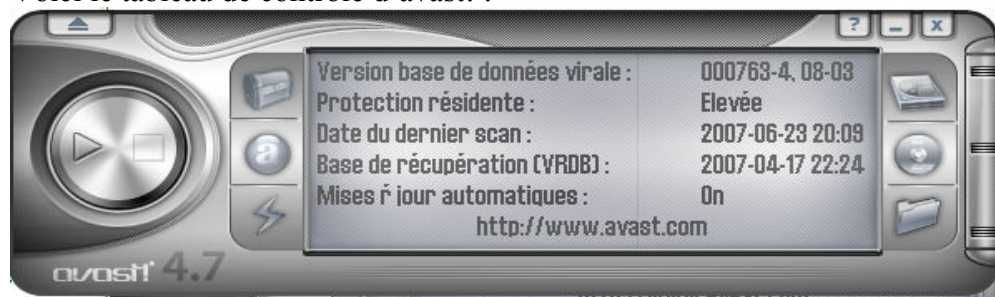 Voici le tableau de contrôle d'avast! :
?
x
Version base de données virale : 000763-4, 08-03
Protection résidente : Elevée
Date du dernier scan : 2007-06-23 20:09
Base de récupération (VRDB) : 2007-04-17 22:24
Mises ŕ jour automatiques : On
http://www.avast.com
a
avast! 4.7